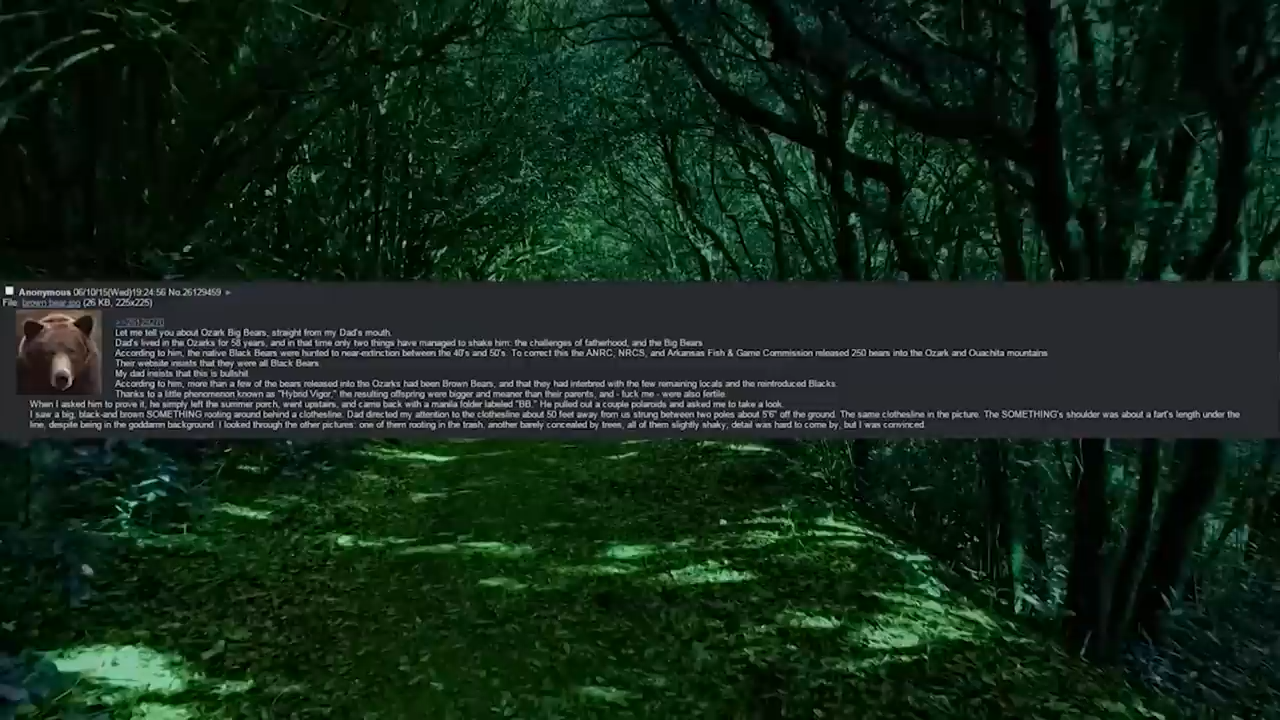 Anonymous 06/10/15(Wed)19:24:56 No.26129459 ►
File: brown bear.jpg (26 KB, 225x225)
>>26129270
Let me tell you about Ozark Big Bears, straight from my Dad's mouth.
Dad's lived in the Ozarks for 58 years, and in that time only two things have managed to shake him: the challenges of fatherhood, and the Big Bears
According to him, the native Black Bears were hunted to near-extinction between the 40's and 50's. To correct this the ANRC, NRCS, and Arkansas Fish & Game Commission released 250 bears into the Ozark and Ouachita mountains
Their website insists that they were all Black Bears
My dad insists that this is bullshit
According to him, more than a few of the bears released into the Ozarks had been Brown Bears, and that they had interbred with the few remaining locals and the reintroduced Blacks.
Thanks to a little phenomenon known as "Hybrid Vigor," the resulting offspring were bigger and meaner than their parents, and - fuck me - were also fertile.
When I asked him to prove it, he simply left the summer porch, went upstairs, and came back with a manila folder labeled "BB." He pulled out a couple polaroids and asked me to take a look.
I saw a big, black-and brown SOMETHING rooting around behind a clothesline. Dad directed my attention to the clothesline about 50 feet away from us strung between two poles about 5'6" off the ground. The same clothesline in the picture. The SOMETHING's shoulder was about a fart's length under the
line, despite being in the goddamn background. I looked through the other pictures: one of them rooting in the trash, another barely concealed by trees, all of them slightly shaky; detail was hard to come by, but I was convinced.